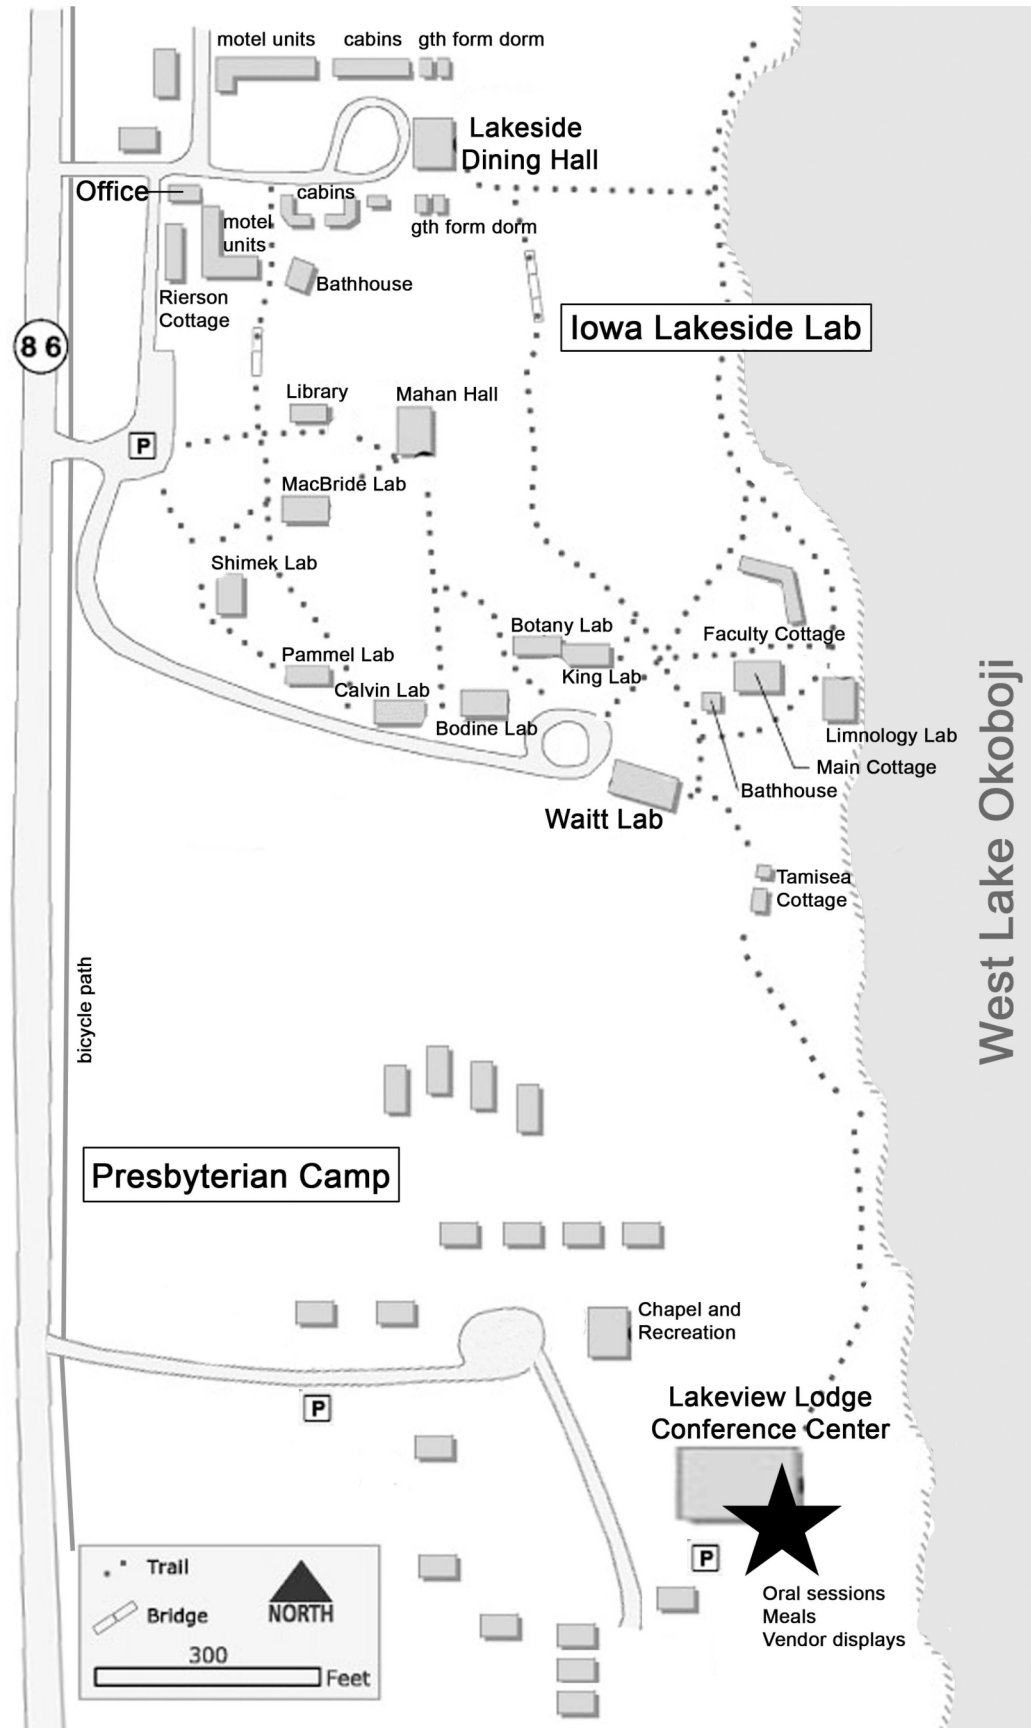 motel units
cabins
gth form dorm
Lakeside
Dining Hall
Office
cabins
motel
units
gth form dorm
Bathhouse
Rierson
Cottage
Iowa Lakeside Lab
86
Library
Mahan Hall
P
MacBride Lab
Shimek Lab
Botany Lab
Faculty Cottage
Pammel Lab
King Lab
Calvin Lab
Bodine Lab
Limnology Lab
Main Cottage
Bathhouse
Waitt Lab
Tamisea
Cottage
West Lake Okoboji
bicycle path
Presbyterian Camp
Chapel and
Recreation
Lakeview Lodge
Conference Center
P
P
Oral sessions
Meals
Vendor displays
Trail
Bridge
NORTH
300
Feet